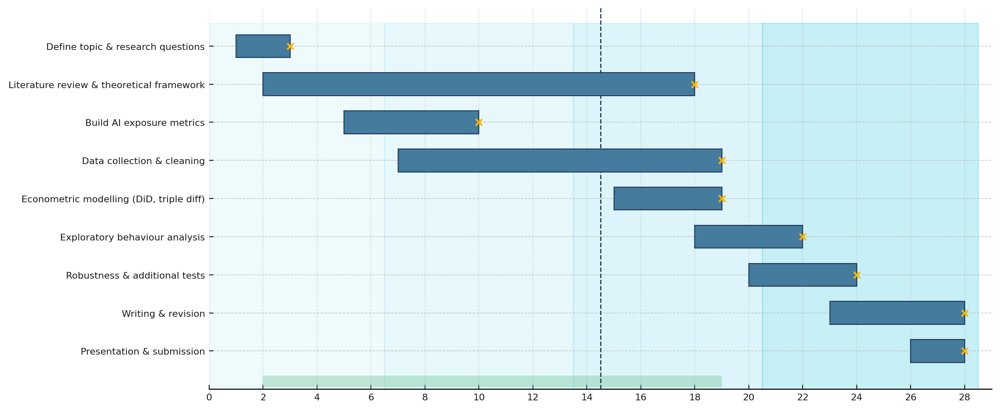 Define topic & research questions
Literature review & theoretical framework
Build AI exposure metrics
Data collection & cleaning
Econometric modelling (DiD, triple diff)
Exploratory behaviour analysis
Robustness & additional tests
Writing & revision
Presentation & submission
0 2 4 6 8 10 12 14 16 18 20 22 24 26 28